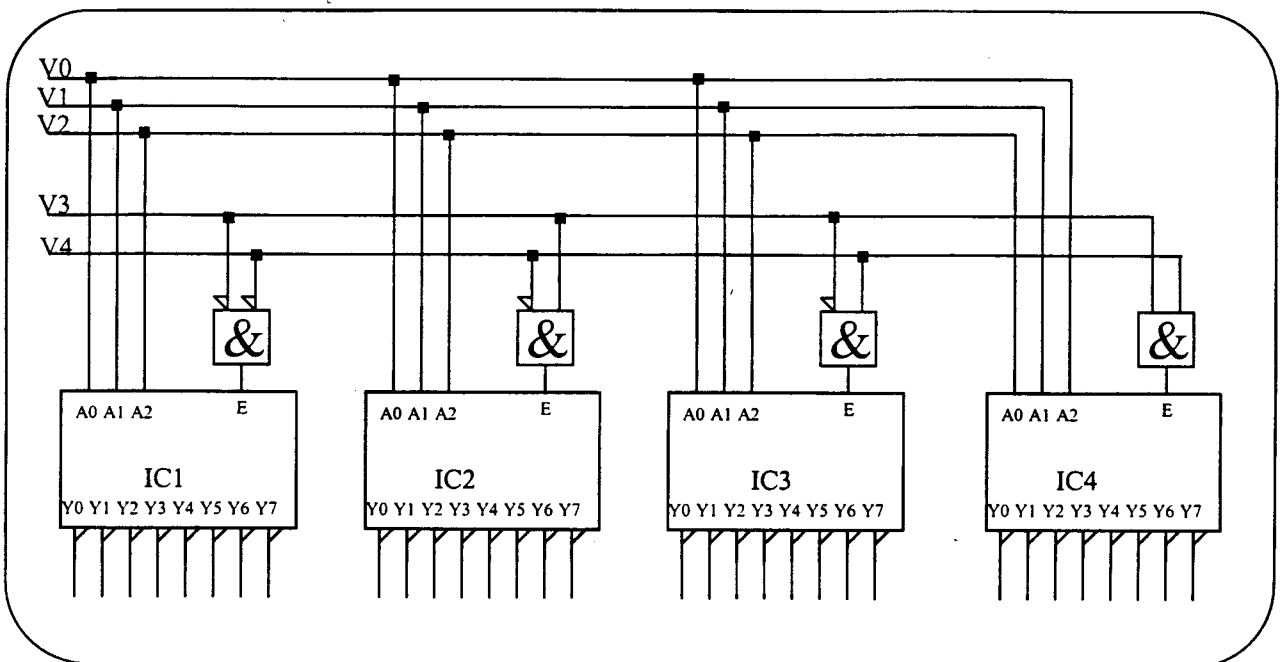 V0
V1
V2
V3
V4
& & & &
A0 A1 A2 E A0 A1 A2 E A0 A1 A2 E A0 A1 A2 E
IC1 IC2 IC3 IC4
Y0 Y1 Y2 Y3 Y4 Y5 Y6 Y7 Y0 Y1 Y2 Y3 Y4 Y5 Y6 Y7 Y0 Y1 Y2 Y3 Y4 Y5 Y6 Y7 Y0 Y1 Y2 Y3 Y4 Y5 Y6 Y7